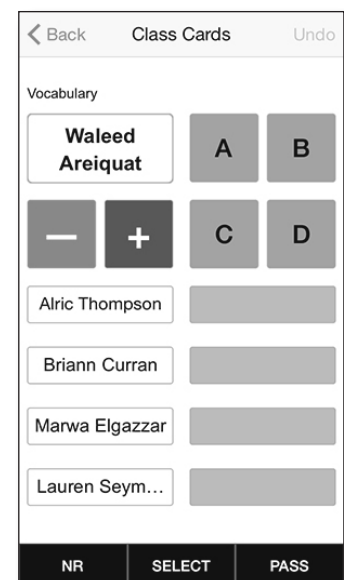 Back Class Cards Undo
Vocabulary
Waleed
Areiquat
A B
− +
C D
Alric Thompson
Briann Curran
Marwa Elgazzar
Lauren Seym...
NR SELECT PASS